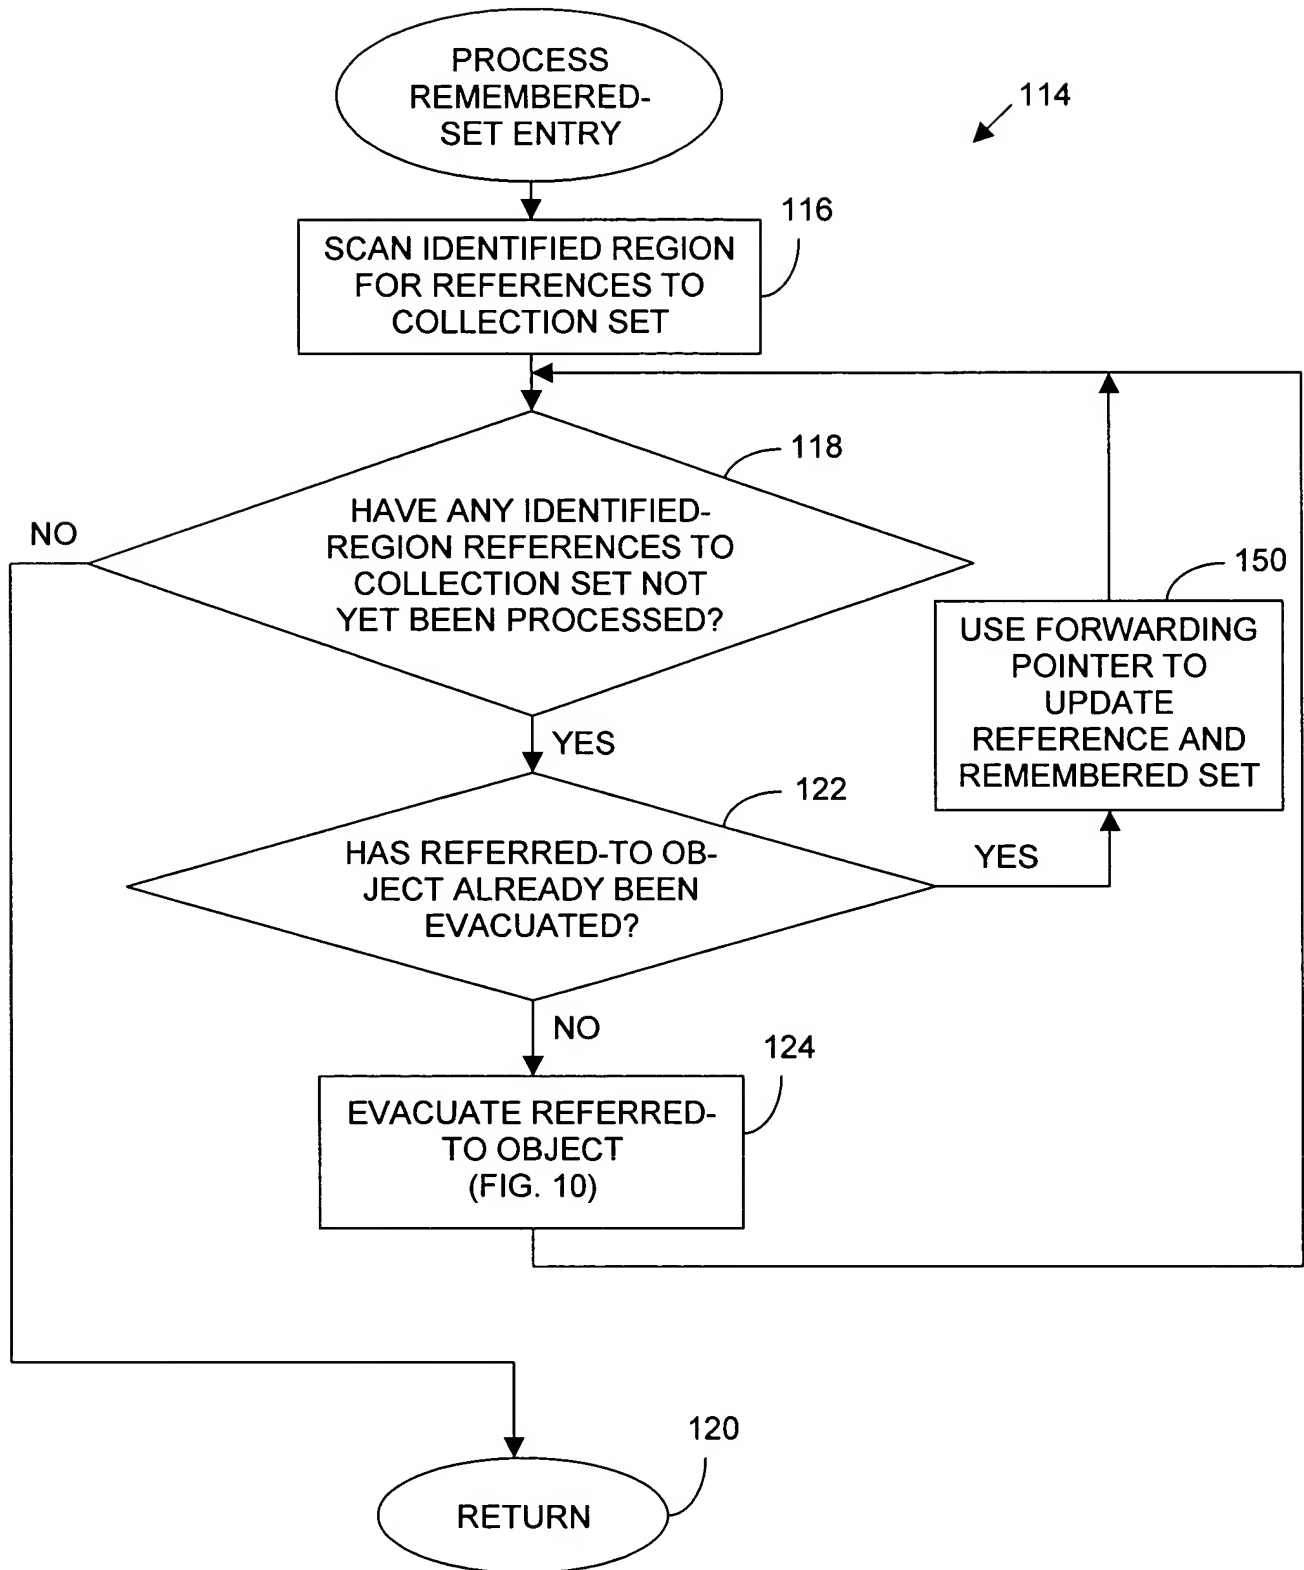 PROCESS
REMEMBERED-
SET ENTRY
114
116
SCAN IDENTIFIED REGION
FOR REFERENCES TO
COLLECTION SET
118
HAVE ANY IDENTIFIED-
REGION REFERENCES TO
COLLECTION SET NOT
YET BEEN PROCESSED?
NO
150
USE FORWARDING
POINTER TO
UPDATE
REFERENCE AND
REMEMBERED SET
YES
122
HAS REFERRED-TO OB-
JECT ALREADY BEEN
EVACUATED?
YES
NO
124
EVACUATE REFERRED-
TO OBJECT
(FIG. 10)
120
RETURN